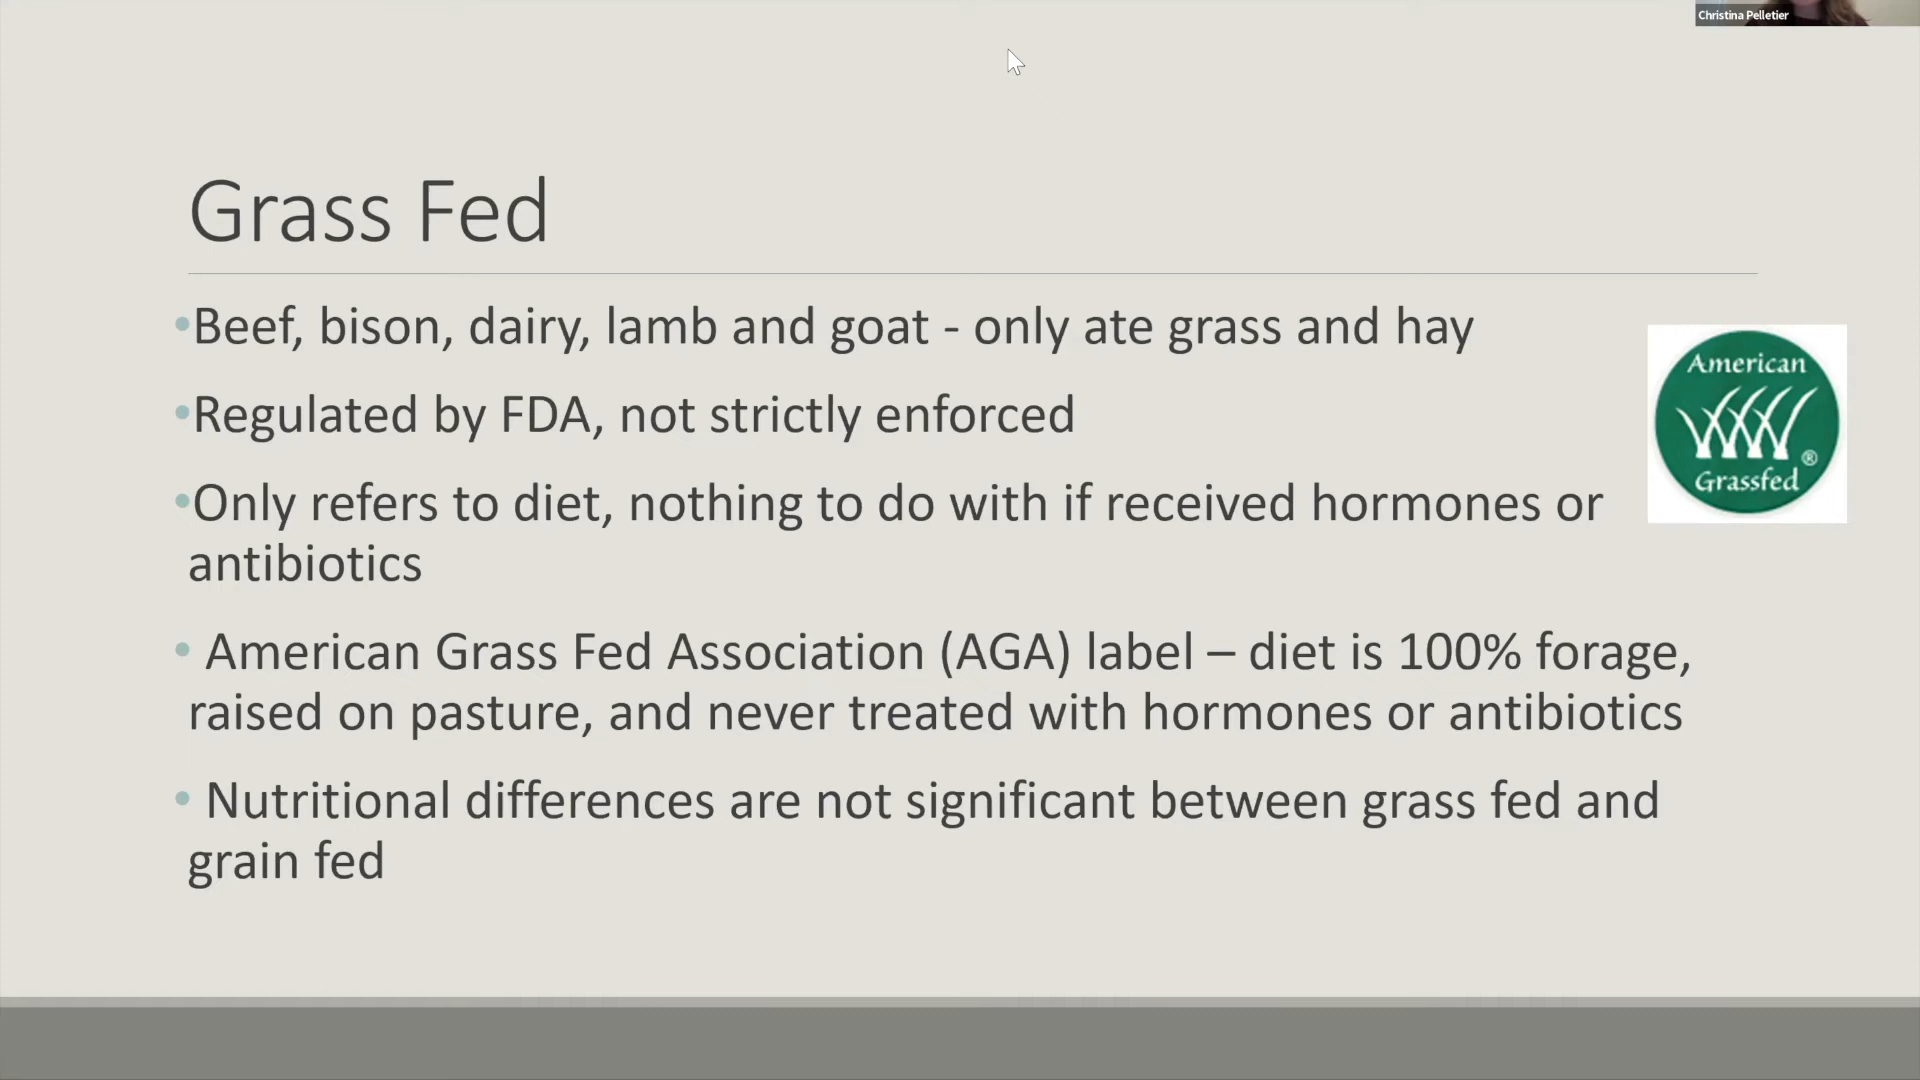 Christina Pelletier
Grass Fed
•Beef, bison, dairy, lamb and goat - only ate grass and hay
•Regulated by FDA, not strictly enforced
•Only refers to diet, nothing to do with if received hormones or
antibiotics
• American Grass Fed Association (AGA) label – diet is 100% forage,
raised on pasture, and never treated with hormones or antibiotics
• Nutritional differences are not significant between grass fed and
grain fed
American
®
Grassfed